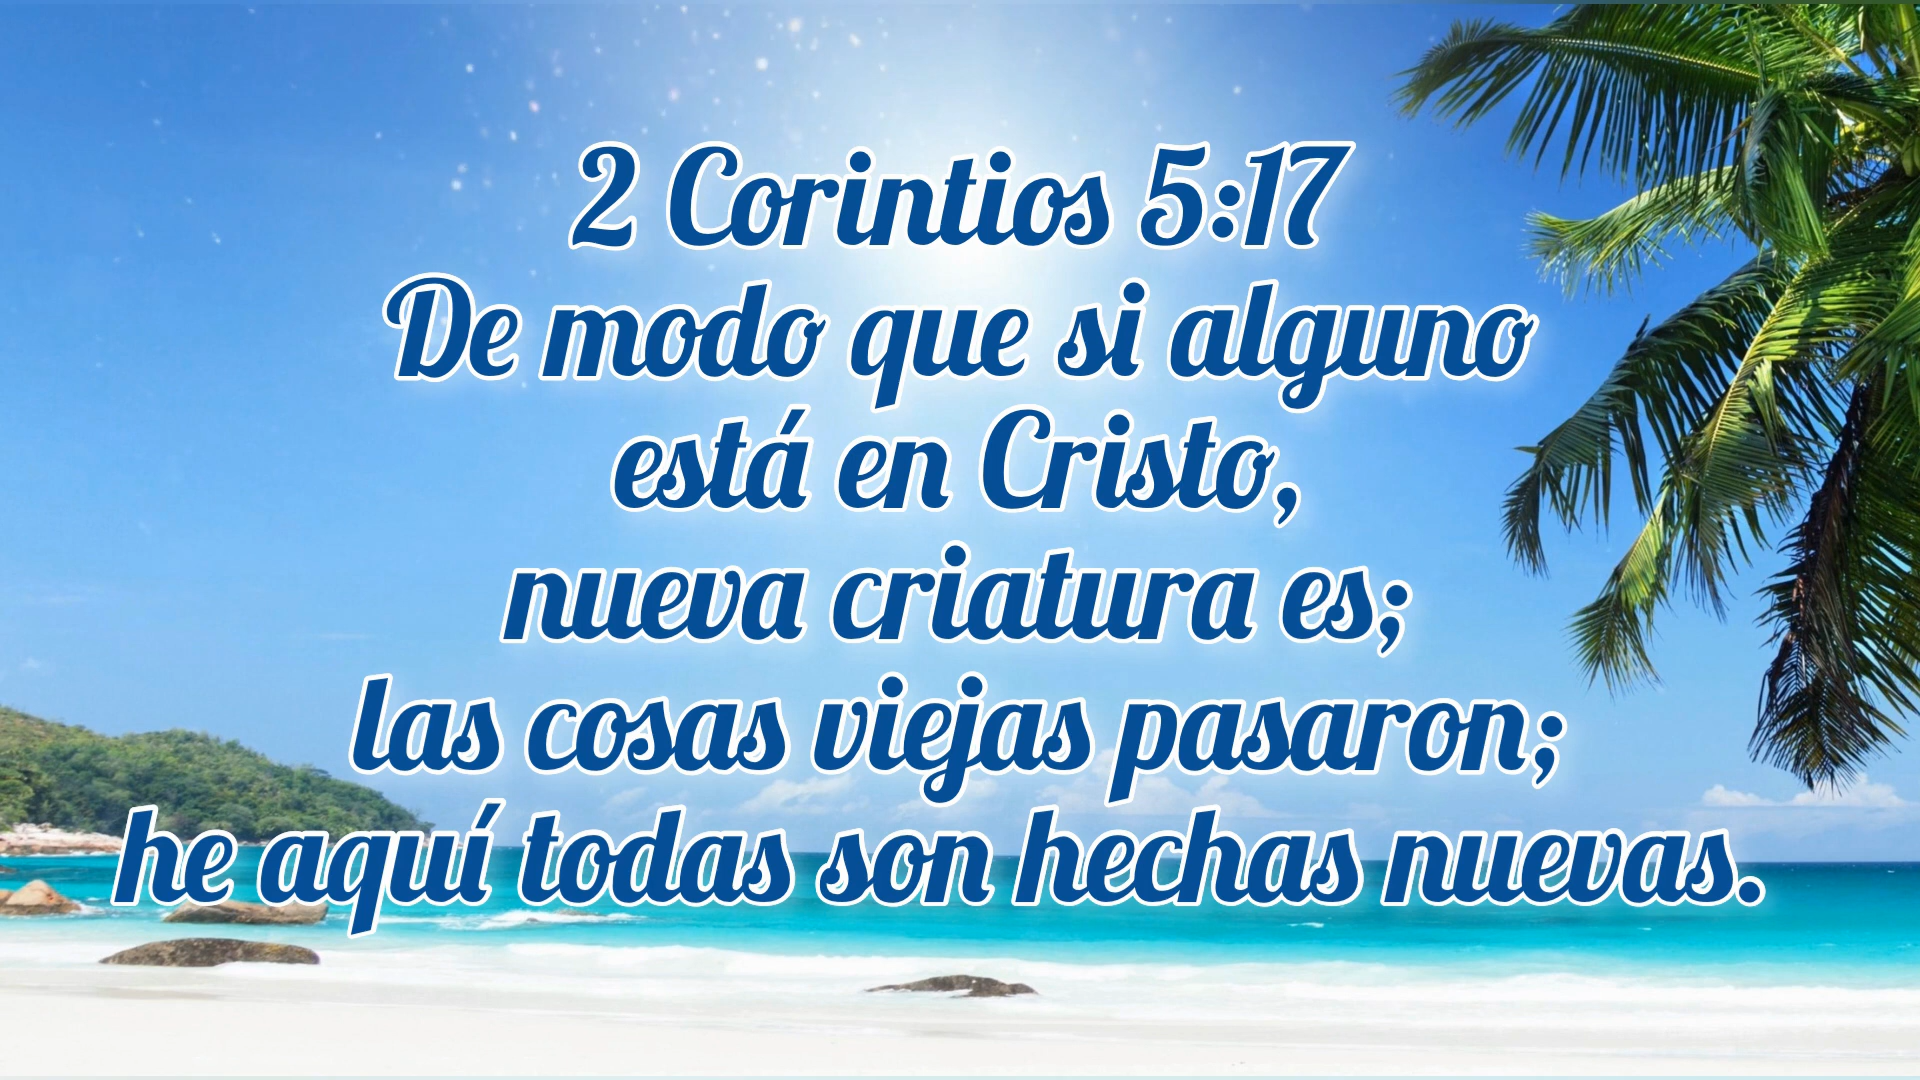 2 Corintios 5:17
De modo que si alguno
está en Cristo,
nueva criatura es;
las cosas viejas pasaron;
he aquí todas son hechas nuevas.